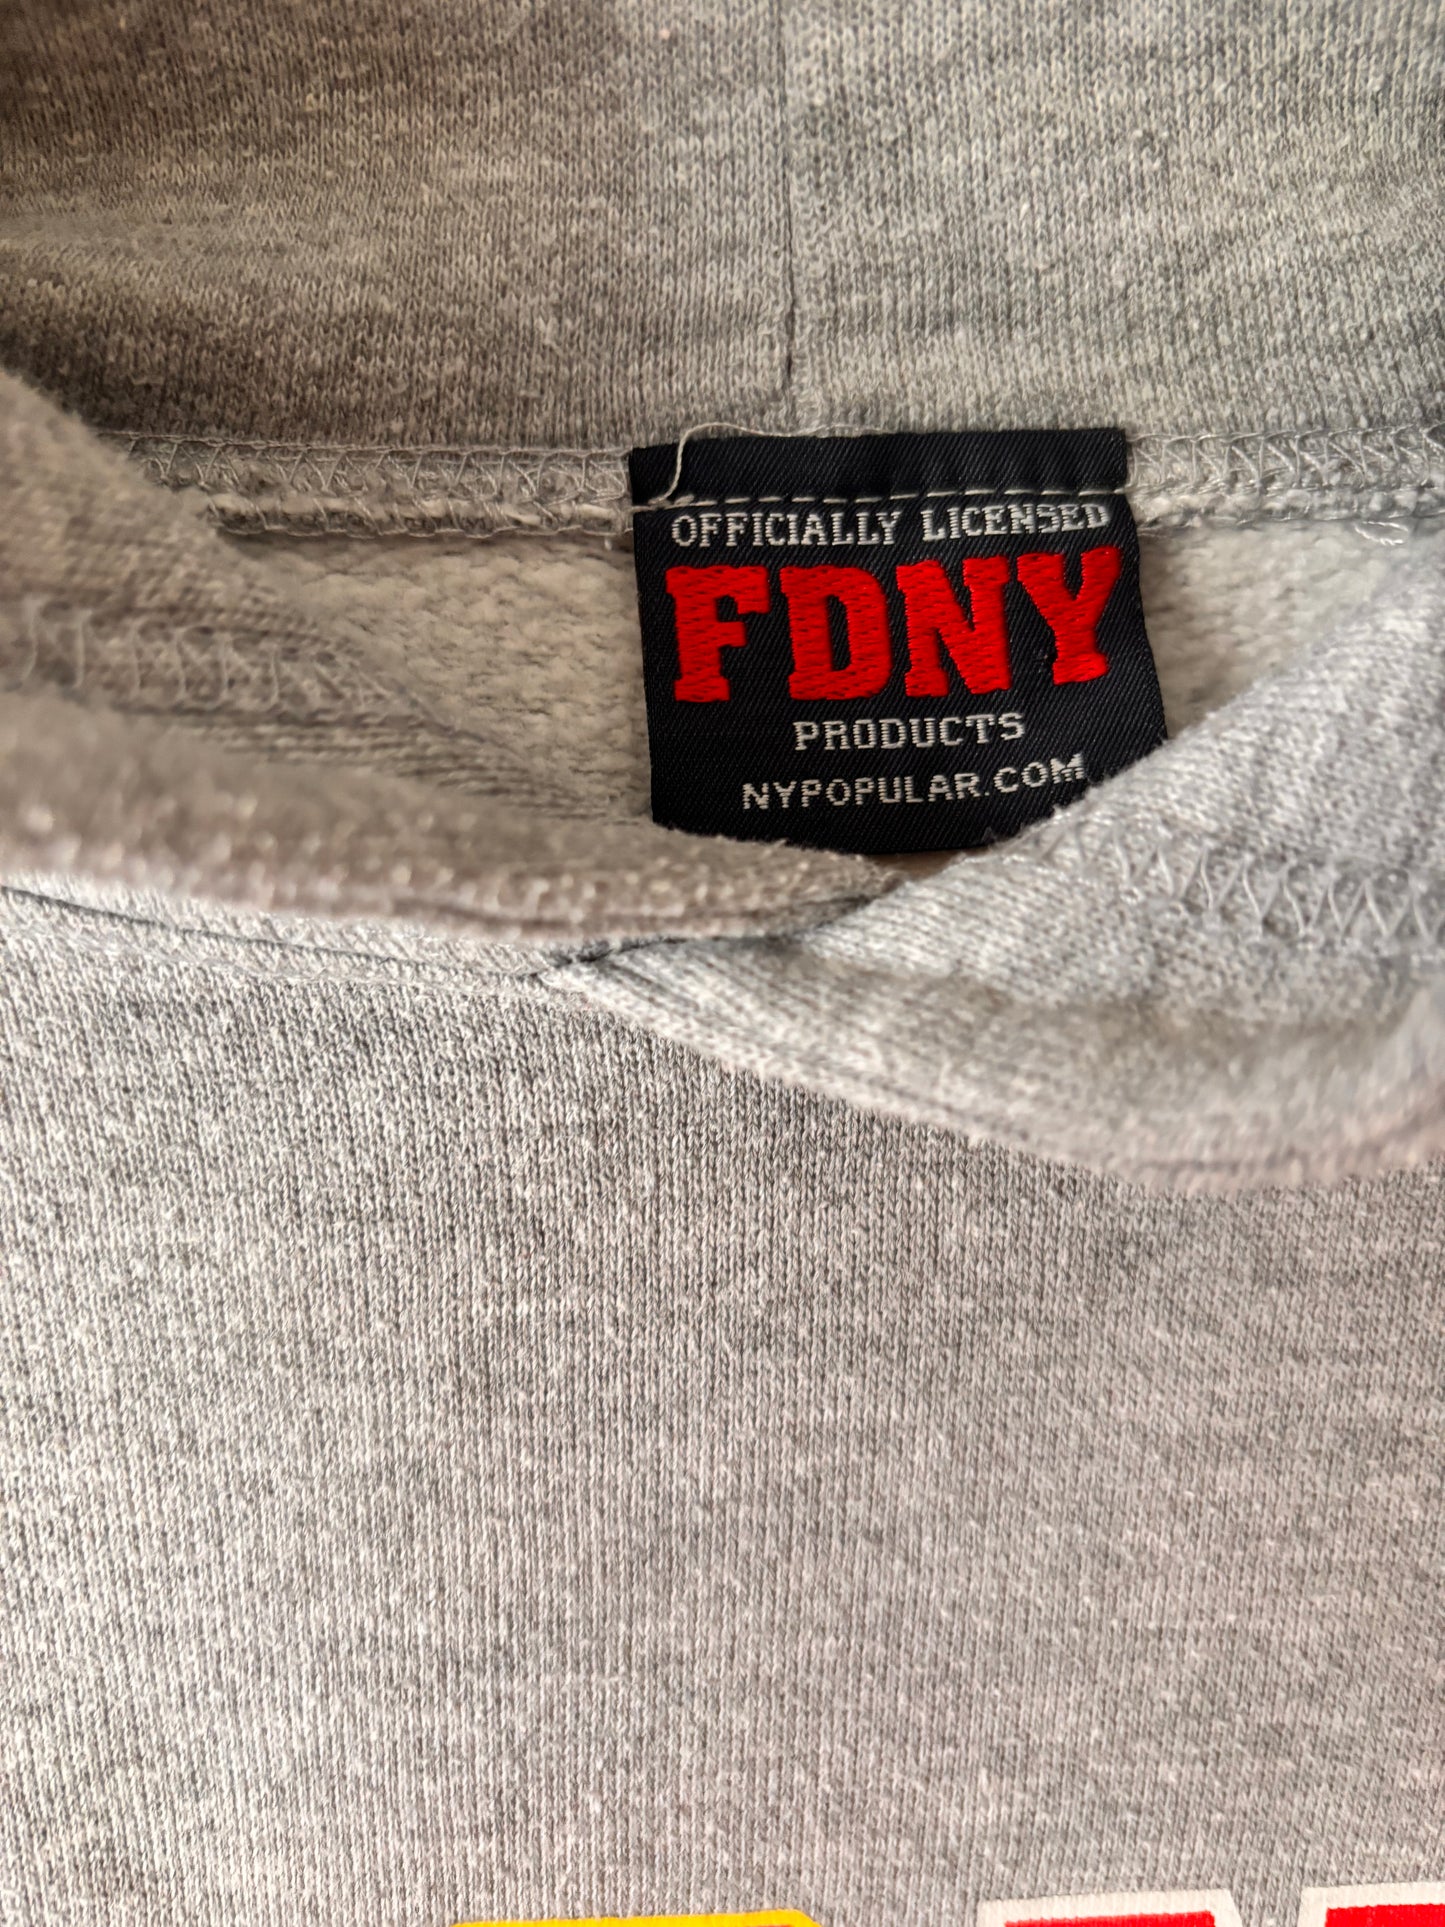 OFFICIALLY LICENSED
FDNY
PRODUCTS
NYPOPULAR.COM